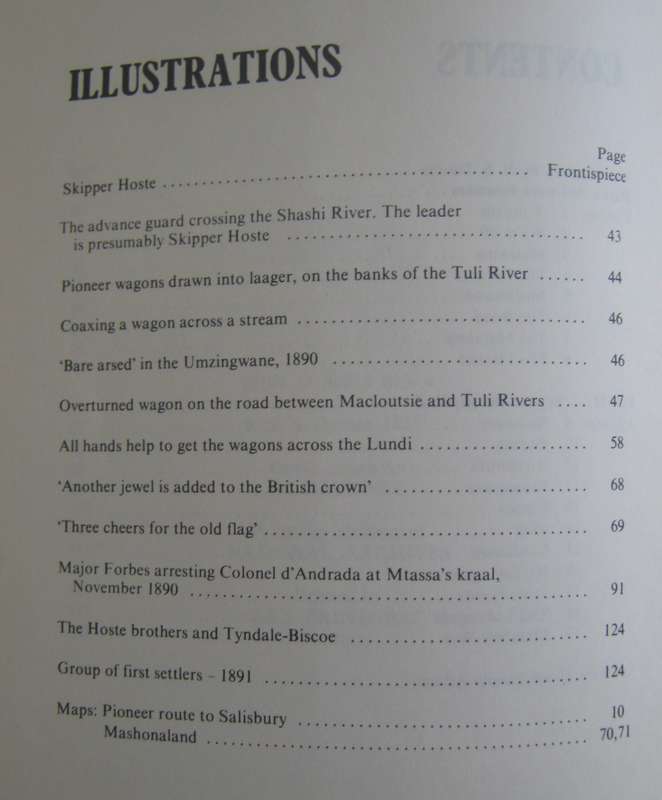 CONTENTS
ILLUSTRATIONS
Page
Skipper Hoste ........................................ Frontispiece
The advance guard crossing the Shashi River. The leader
is presumably Skipper Hoste ................................ 43
Pioneer wagons drawn into laager, on the banks of the Tuli River ...... 44
Coaxing a wagon across a stream ................................ 46
‘Bare arsed’ in the Umzingwane, 1890 ............................ 46
Overturned wagon on the road between Macloutsie and Tuli Rivers .... 47
All hands help to get the wagons across the Lundi .................. 58
‘Another jewel is added to the British crown’ ...................... 68
‘Three cheers for the old flag’ ................................... 69
Major Forbes arresting Colonel d’Andrada at Mtassa’s kraal,
November 1890 ........................................... 91
The Hoste brothers and Tyndale-Biscoe .......................... 124
Group of first settlers – 1891 ................................... 124
Maps: Pioneer route to Salisbury ............................... 10
Mashonaland ......................................... 70,71